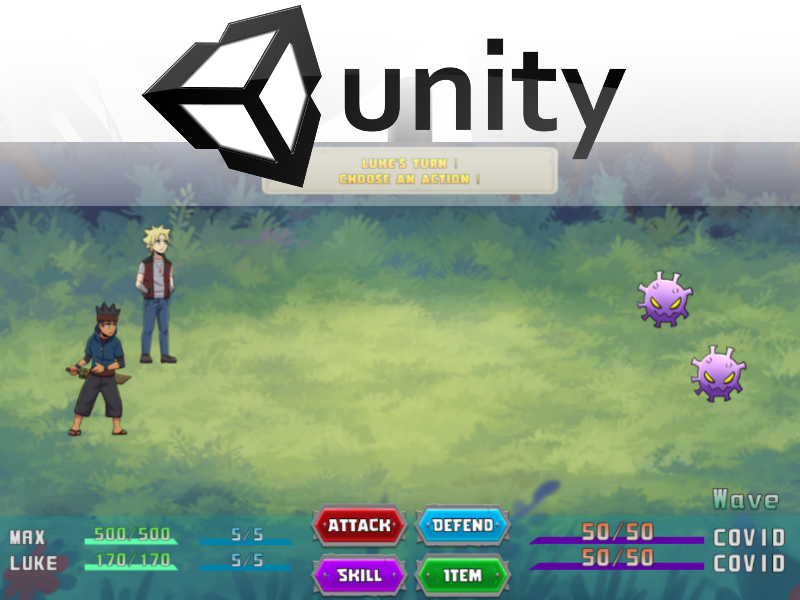 unity
LUKE'S TURN !
CHOOSE AN ACTION !
Wave
MAX 500/500 5/5 ATTACK DEFEND 50/50 COVID
LUKE 170/170 5/5 SKILL ITEM 50/50 COVID